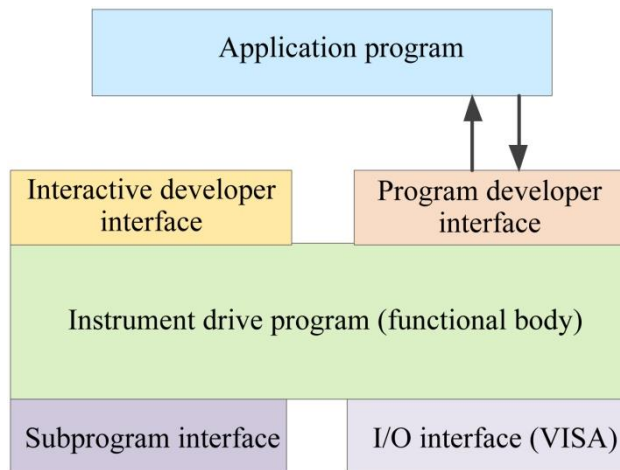 Application program
Interactive developer
interface
Program developer
interface
Instrument drive program (functional body)
Subprogram interface
I/O interface (VISA)